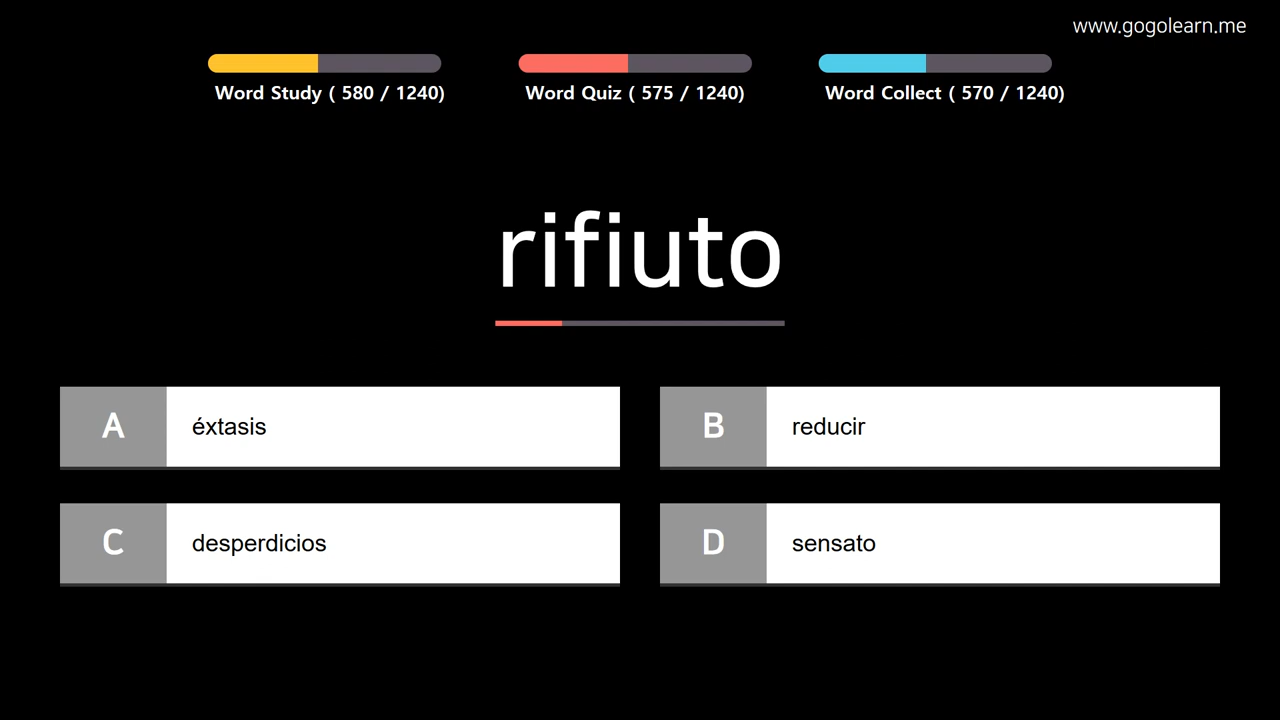 www.gogolearn.me
Word Study ( 580 / 1240)
Word Quiz ( 575 / 1240)
Word Collect ( 570 / 1240)
rifiuto
A éxtasis
B reducir
C desperdicios
D sensato